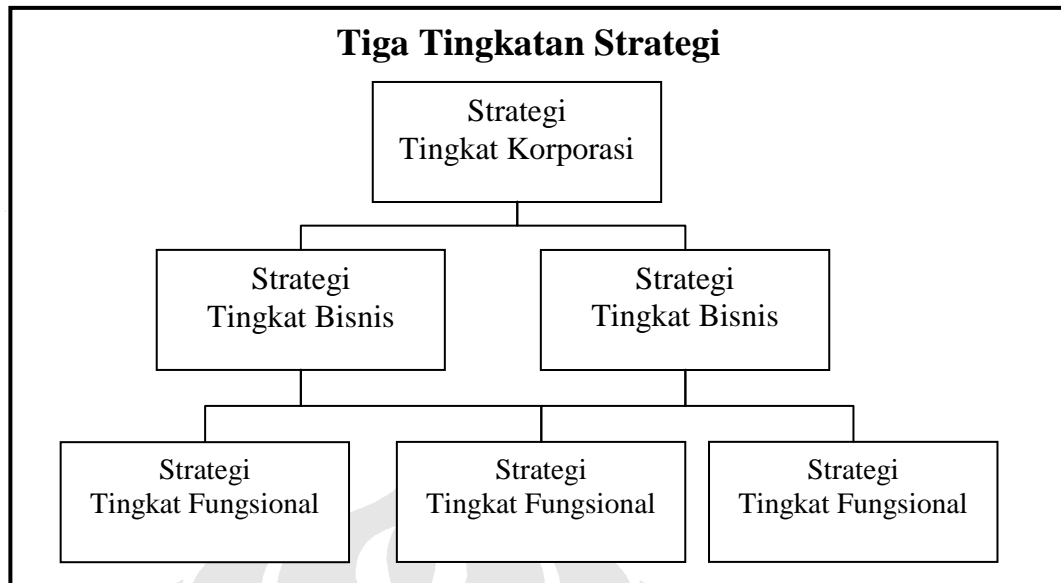 Tiga Tingkatan Strategi
Strategi
Tingkat Korporasi
Strategi
Tingkat Bisnis
Strategi
Tingkat Bisnis
Strategi
Tingkat Fungsional
Strategi
Tingkat Fungsional
Strategi
Tingkat Fungsional